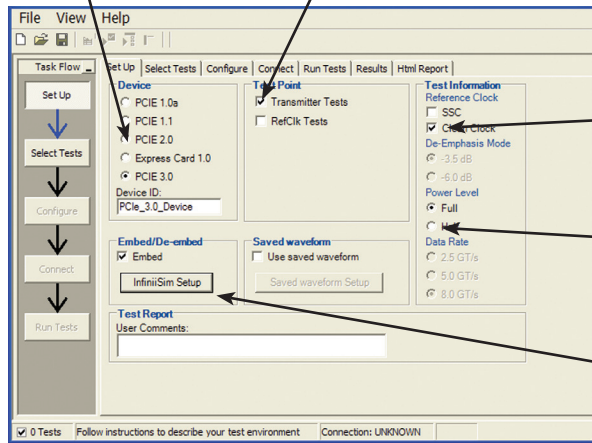 File View Help
Task Flow
Set Up
Select Tests
Configure
Connect
Run Tests
Set Up Select Tests Configure Connect Run Tests Results Html Report
Device
PCIE 1.0a
PCIE 1.1
PCIE 2.0
Express Card 1.0
PCIE 3.0
Device ID:
PCIe_3.0_Device
Test Point
Transmitter Tests
RefClk Tests
Test Information
Reference Clock
SSC
Clean Clock
De-Emphasis Mode
-3.5 dB
-6.0 dB
Power Level
Full
Data Rate
2.5 GT/s
5.0 GT/s
8.0 GT/s
Embed/De-embed
Embed
InfiniiSim Setup
Saved waveform
Use saved waveform
Saved waveform Setup
Test Report
User Comments:
0 Tests Follow instructions to describe your test environment Connection: UNKNOWN